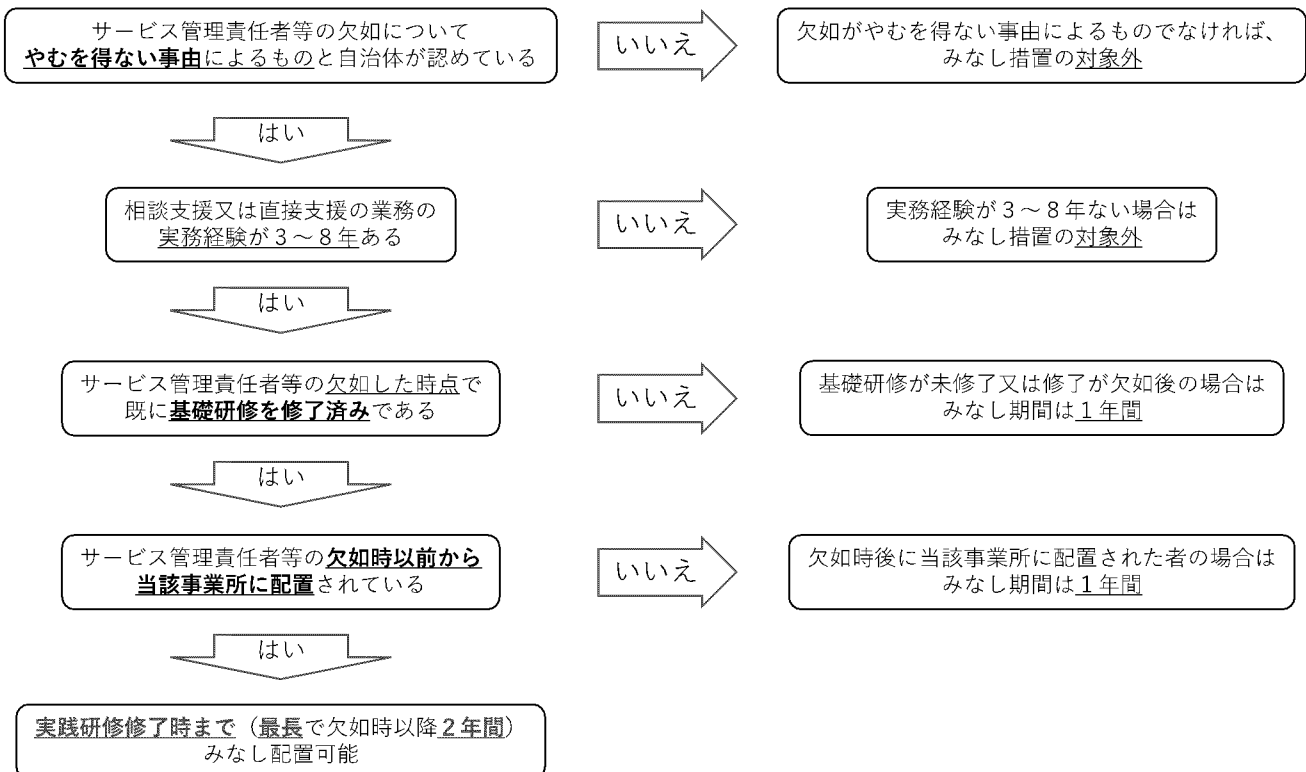 サービス管理責任者等の欠如について
やむを得ない事由によるものと自治体が認めている
いいえ
欠如がやむを得ない事由によるものでなければ、
みなし措置の対象外
はい
相談支援又は直接支援の業務の
実務経験が３～８年ある
いいえ
実務経験が３～８年ない場合は
みなし措置の対象外
はい
サービス管理責任者等の欠如した時点で
既に基礎研修を修了済みである
いいえ
基礎研修が未修了又は修了が欠如後の場合は
みなし期間は１年間
はい
サービス管理責任者等の欠如時以前から
当該事業所に配置されている
いいえ
欠如時後に当該事業所に配置された者の場合は
みなし期間は１年間
はい
実践研修修了時まで（最長で欠如時以降２年間）
みなし配置可能